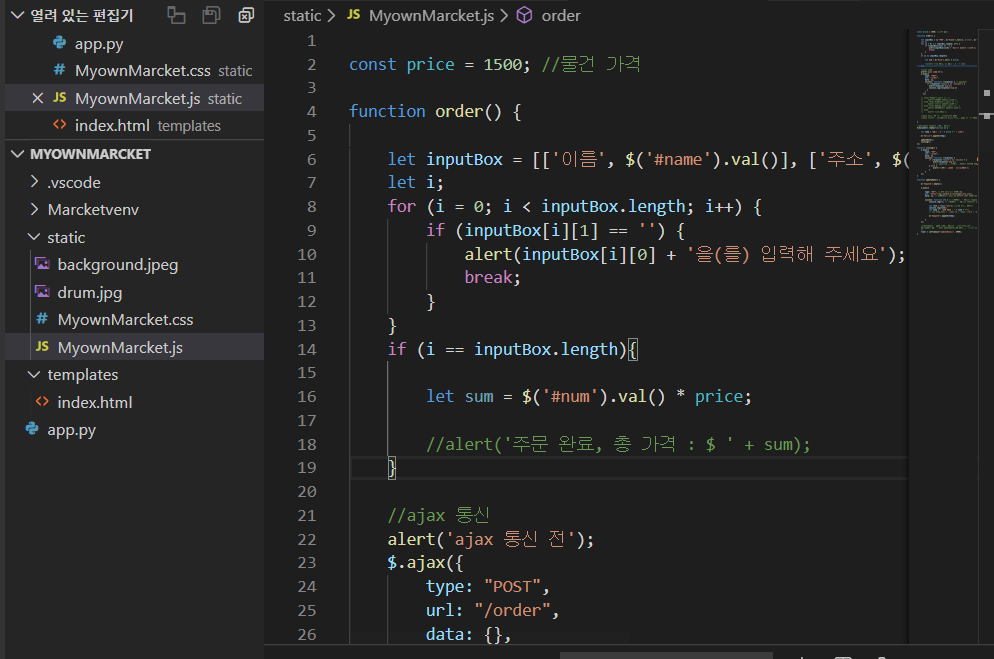 열려 있는 편집기
app.py
# MyownMarcket.css static
JS MyownMarcket.js static
<> index.html templates
MYOWNMARCKET
.vscode
Marcketvenv
static
background.jpeg
drum.jpg
# MyownMarcket.css
JS MyownMarcket.js
templates
<> index.html
app.py
static > JS MyownMarcket.js > order
1
2 const price = 1500; //물건 가격
3
4 function order() {
5
6 let inputBox = [['이름', $('#name').val()], ['주소', $(
7 let i;
8 for (i = 0; i < inputBox.length; i++) {
9 if (inputBox[i][1] == '') {
10 alert(inputBox[i][0] + '을(를) 입력해 주세요');
11 break;
12 }
13 }
14 if (i == inputBox.length){
15
16 let sum = $('#num').val() * price;
17
18 //alert('주문 완료, 총 가격 : $ ' + sum);
19 }
20
21 //ajax 통신
22 alert('ajax 통신 전');
23 $.ajax({
24 type: "POST",
25 url: "/order",
26 data: {},